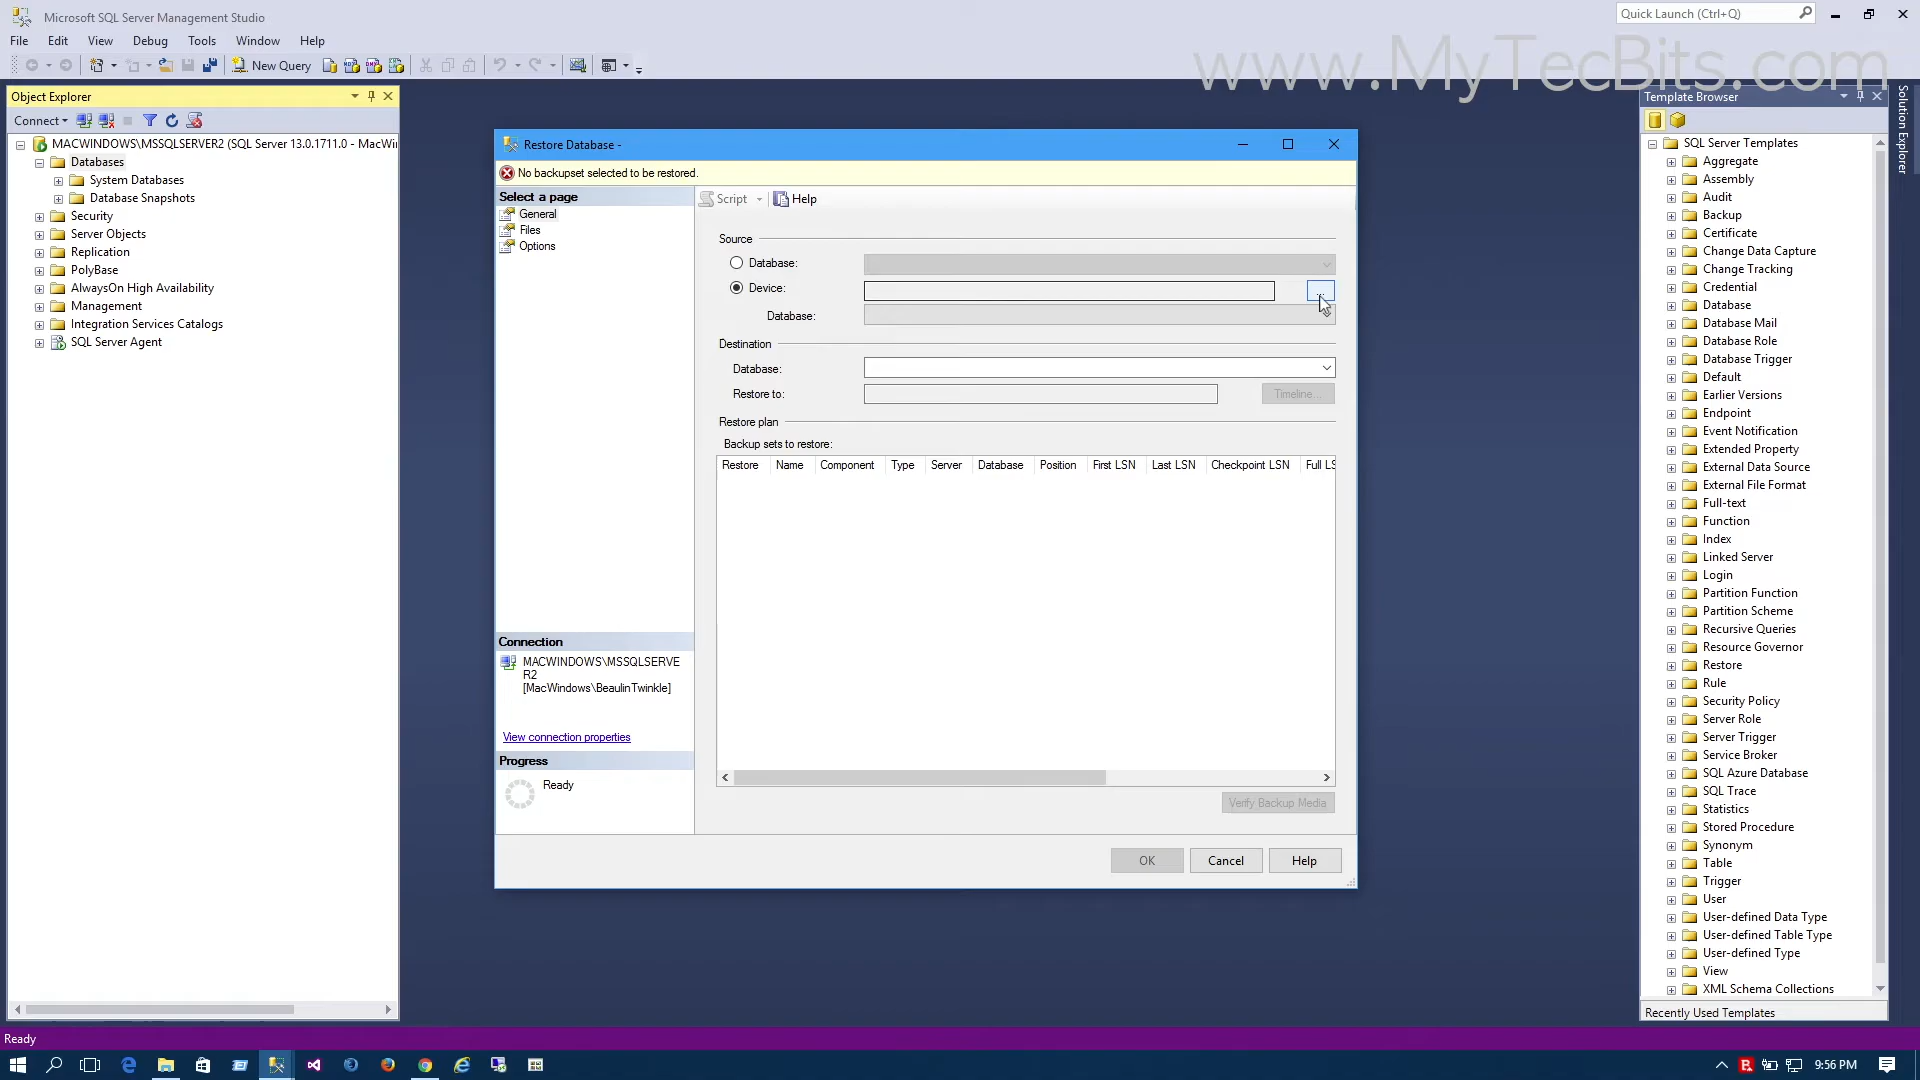 Microsoft SQL Server Management Studio
Quick Launch (Ctrl+Q)
File Edit View Debug Tools Window Help
New Query
www.MyTecBits.com
Object Explorer
Connect
MACWINDOWS\MSSQLSERVER2 (SQL Server 13.0.1711.0 - MacWi
Databases
System Databases
Database Snapshots
Security
Server Objects
Replication
PolyBase
AlwaysOn High Availability
Management
Integration Services Catalogs
SQL Server Agent
Restore Database -
No backupset selected to be restored.
Select a page
General
Files
Options
Script
Help
Source
Database:
Device:
...
Database:
Destination
Database:
Restore to:
Timeline...
Restore plan
Backup sets to restore:
Restore Name Component Type Server Database Position First LSN Last LSN Checkpoint LSN Full LS
Connection
MACWINDOWS\MSSQLSERVE
R2
[MacWindows\BeaulinTwinkle]
View connection properties
Progress
Ready
Verify Backup Media
OK Cancel Help
Template Browser
SQL Server Templates
Aggregate
Assembly
Audit
Backup
Certificate
Change Data Capture
Change Tracking
Credential
Database
Database Mail
Database Role
Database Trigger
Default
Earlier Versions
Endpoint
Event Notification
Extended Property
External Data Source
External File Format
Full-text
Function
Index
Linked Server
Login
Partition Function
Partition Scheme
Recursive Queries
Resource Governor
Restore
Rule
Security Policy
Server Role
Server Trigger
Service Broker
SQL Azure Database
SQL Trace
Statistics
Stored Procedure
Synonym
Table
Trigger
User
User-defined Data Type
User-defined Table Type
User-defined Type
View
XML Schema Collections
Recently Used Templates
Solution Explorer
Ready
9:56 PM